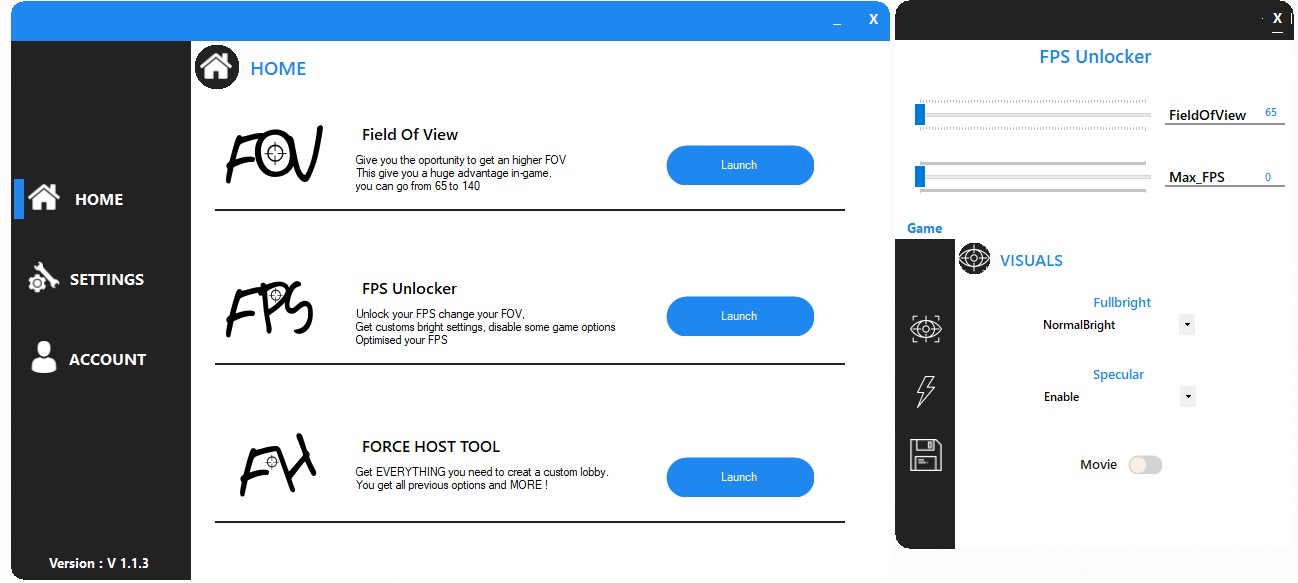 _ X
HOME
HOME
SETTINGS
ACCOUNT
Version : V 1.1.3
FOV
Field Of View
Give you the oportunity to get an higher FOV
This give you a huge advantage in-game.
you can go from 65 to 140
Launch
FPS
FPS Unlocker
Unlock your FPS change your FOV,
Get customs bright settings, disable some game options
Optimised your FPS
Launch
FH
FORCE HOST TOOL
Get EVERYTHING you need to creat a custom lobby.
You get all previous options and MORE !
Launch
X
FPS Unlocker
FieldOfView 65
Max_FPS 0
Game
VISUALS
Fullbright
NormalBright
Specular
Enable
Movie